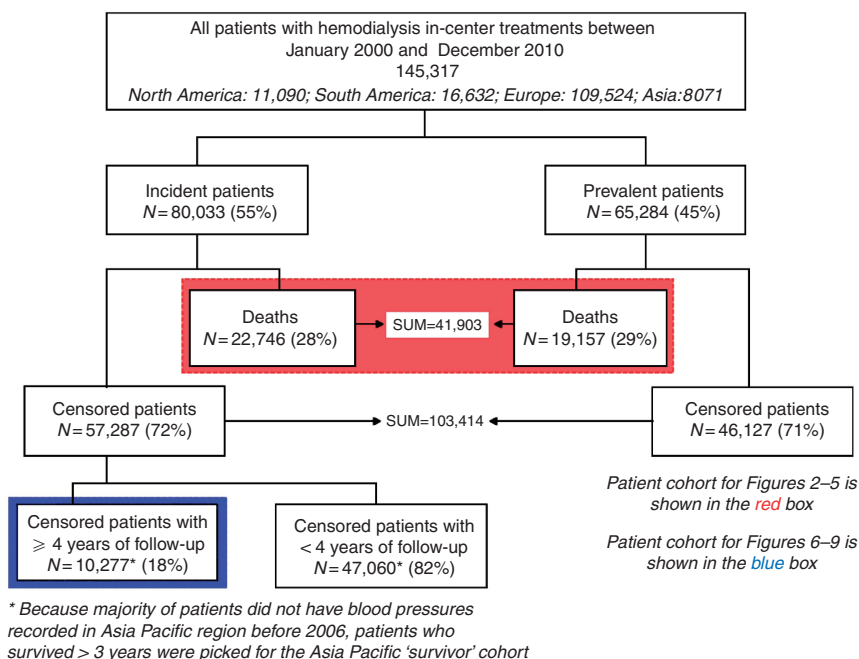 All patients with hemodialysis in-center treatments between
January 2000 and December 2010
145,317
North America: 11,090; South America: 16,632; Europe: 109,524; Asia:8071
Incident patients
N=80,033 (55%)
Prevalent patients
N=65,284 (45%)
Deaths
N=22,746 (28%)
SUM=41,903
Deaths
N=19,157 (29%)
Censored patients
N=57,287 (72%)
SUM=103,414
Censored patients
N=46,127 (71%)
Censored patients with
⩾ 4 years of follow-up
N=10,277* (18%)
Censored patients with
<4 years of follow-up
N=47,060* (82%)
Patient cohort for Figures 2–5 is
shown in the red box
Patient cohort for Figures 6–9 is
shown in the blue box
* Because majority of patients did not have blood pressures
recorded in Asia Pacific region before 2006, patients who
survived >3 years were picked for the Asia Pacific ‘survivor’ cohort